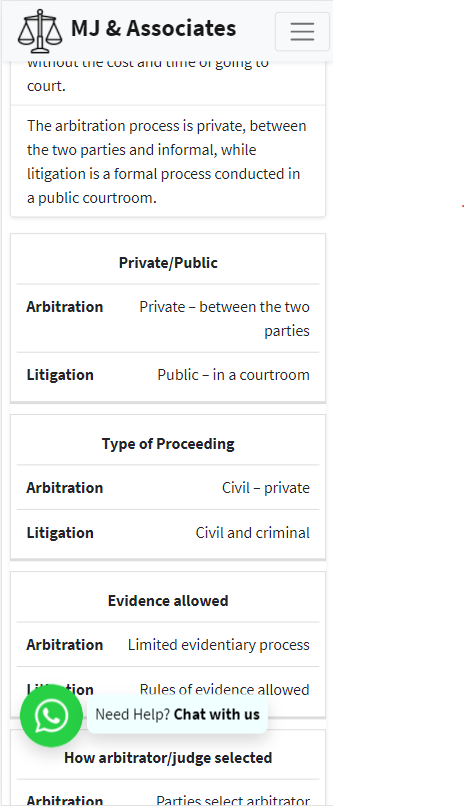 MJ & Associates
without the cost and time of going to
court.
The arbitration process is private, between
the two parties and informal, while
litigation is a formal process conducted in
a public courtroom.
Private/Public
Arbitration Private – between the two
parties
Litigation Public – in a courtroom
Type of Proceeding
Arbitration Civil – private
Litigation Civil and criminal
Evidence allowed
Arbitration Limited evidentiary process
Litigation Rules of evidence allowed
Need Help? Chat with us
How arbitrator/judge selected
Arbitration Parties select arbitrator